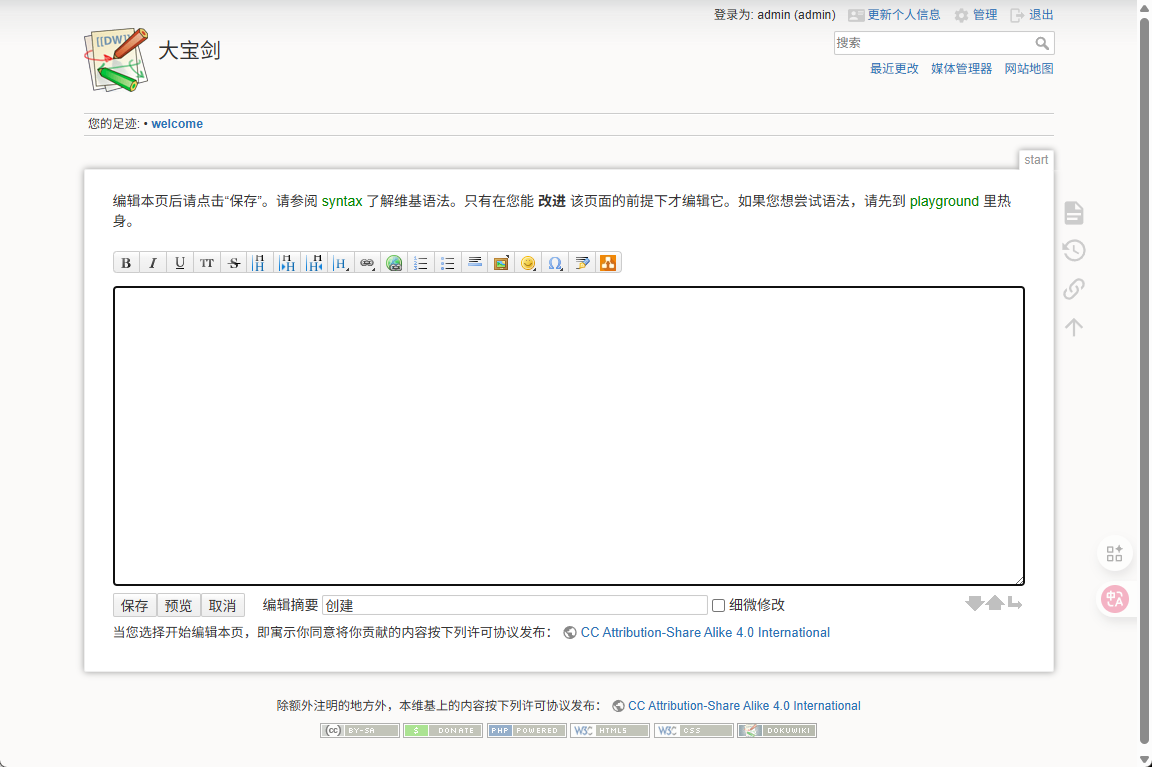 登录为: admin (admin) 更新个人信息 管理 退出
[[DW]] 大宝剑
搜索
最近更改 媒体管理器 网站地图
您的足迹: • welcome
start
编辑本页后请点击“保存”。请参阅 syntax 了解维基语法。只有在您能 改进 该页面的前提下才编辑它。如果您想尝试语法，请先到 playground 里热
身。
B I U TT S H H H H Ω
保存 预览 取消 编辑摘要 创建 细微修改
当您选择开始编辑本页，即寓示你同意将你贡献的内容按下列许可协议发布： CC Attribution-Share Alike 4.0 International
除额外注明的地方外，本维基上的内容按下列许可协议发布： CC Attribution-Share Alike 4.0 International
cc BY-SA $ DONATE PHP POWERED W3C HTML5 W3C CSS DOKUWIKI
中 A